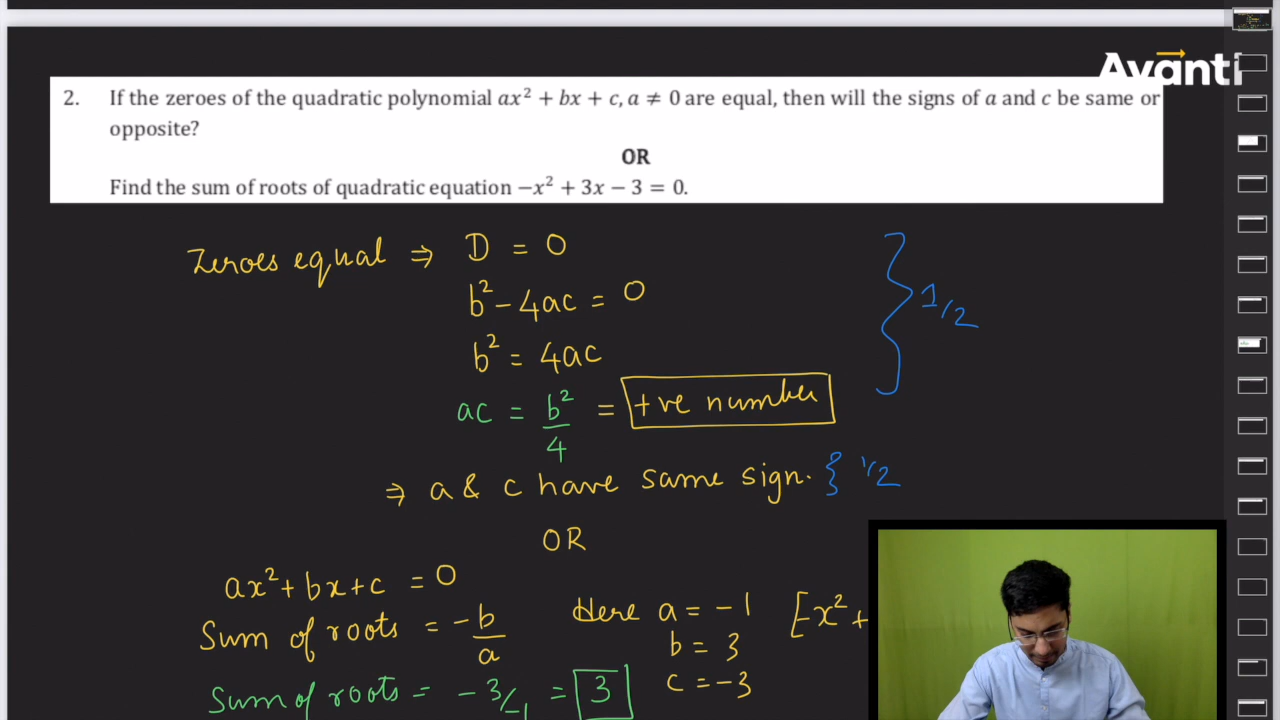 Avanti
2. If the zeroes of the quadratic polynomial ax² + bx + c, a ≠ 0 are equal, then will the signs of a and c be same or
opposite?
OR
Find the sum of roots of quadratic equation −x² + 3x − 3 = 0.
Zeroes equal ⇒ D = 0
b² − 4ac = 0
b² = 4ac
1/2
ac = b²/4 = +ve number
⇒ a & c have same sign. } 1/2
OR
ax² + bx + c = 0
Sum of roots = −b/a
Here a = −1 [−x² +
b = 3
c = −3
Sum of roots = −3/−1 = 3